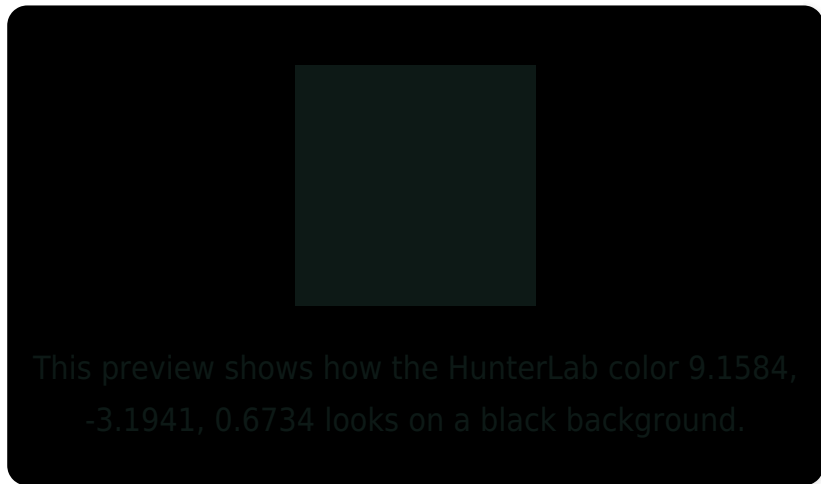 This preview shows how the HunterLab color 9.1584,
-3.1941, 0.6734 looks on a black background.